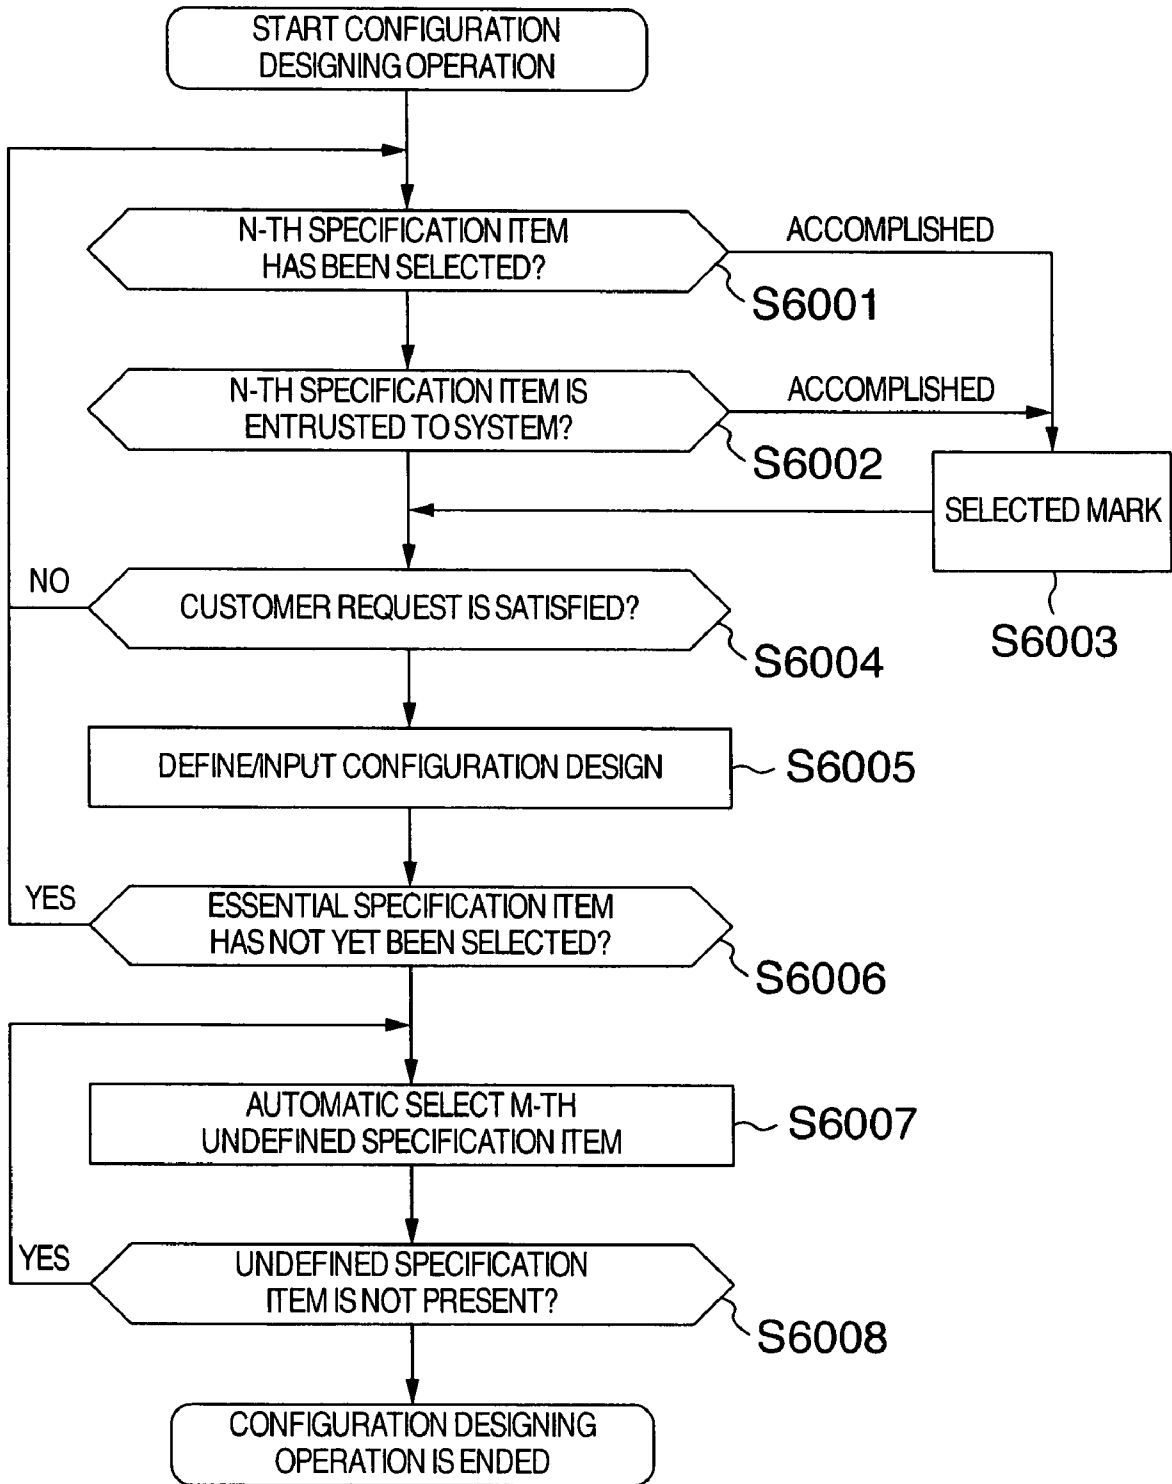 START CONFIGURATION
DESIGNING OPERATION
N-TH SPECIFICATION ITEM
HAS BEEN SELECTED?
ACCOMPLISHED
S6001
N-TH SPECIFICATION ITEM IS
ENTRUSTED TO SYSTEM?
ACCOMPLISHED
S6002
SELECTED MARK
S6003
NO
CUSTOMER REQUEST IS SATISFIED?
S6004
DEFINE/INPUT CONFIGURATION DESIGN
S6005
YES
ESSENTIAL SPECIFICATION ITEM
HAS NOT YET BEEN SELECTED?
S6006
AUTOMATIC SELECT M-TH
UNDEFINED SPECIFICATION ITEM
S6007
YES
UNDEFINED SPECIFICATION
ITEM IS NOT PRESENT?
S6008
CONFIGURATION DESIGNING
OPERATION IS ENDED